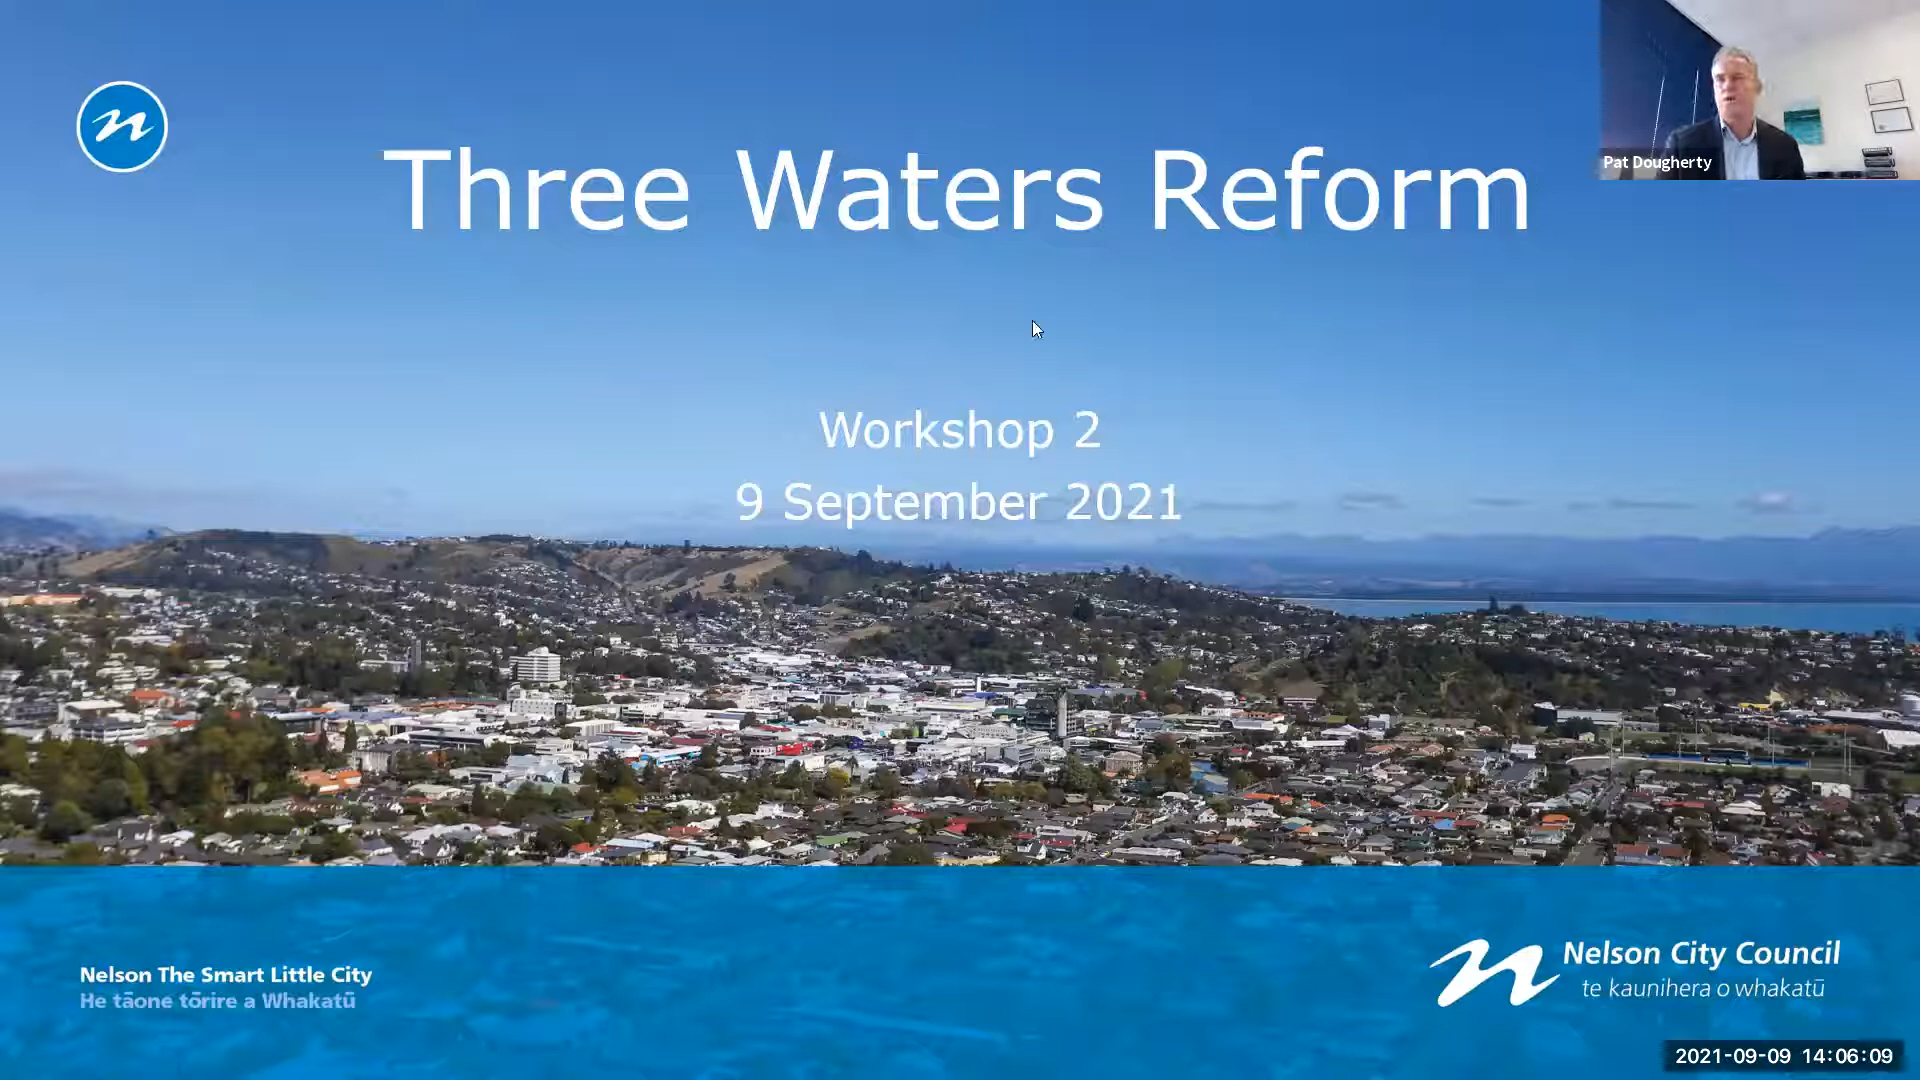 Three Waters Reform
Pat Dougherty
Workshop 2
9 September 2021
Nelson The Smart Little City
He tāone tōrire a Whakatū
Nelson City Council
te kaunihera o whakatū
2021-09-09 14:06:09